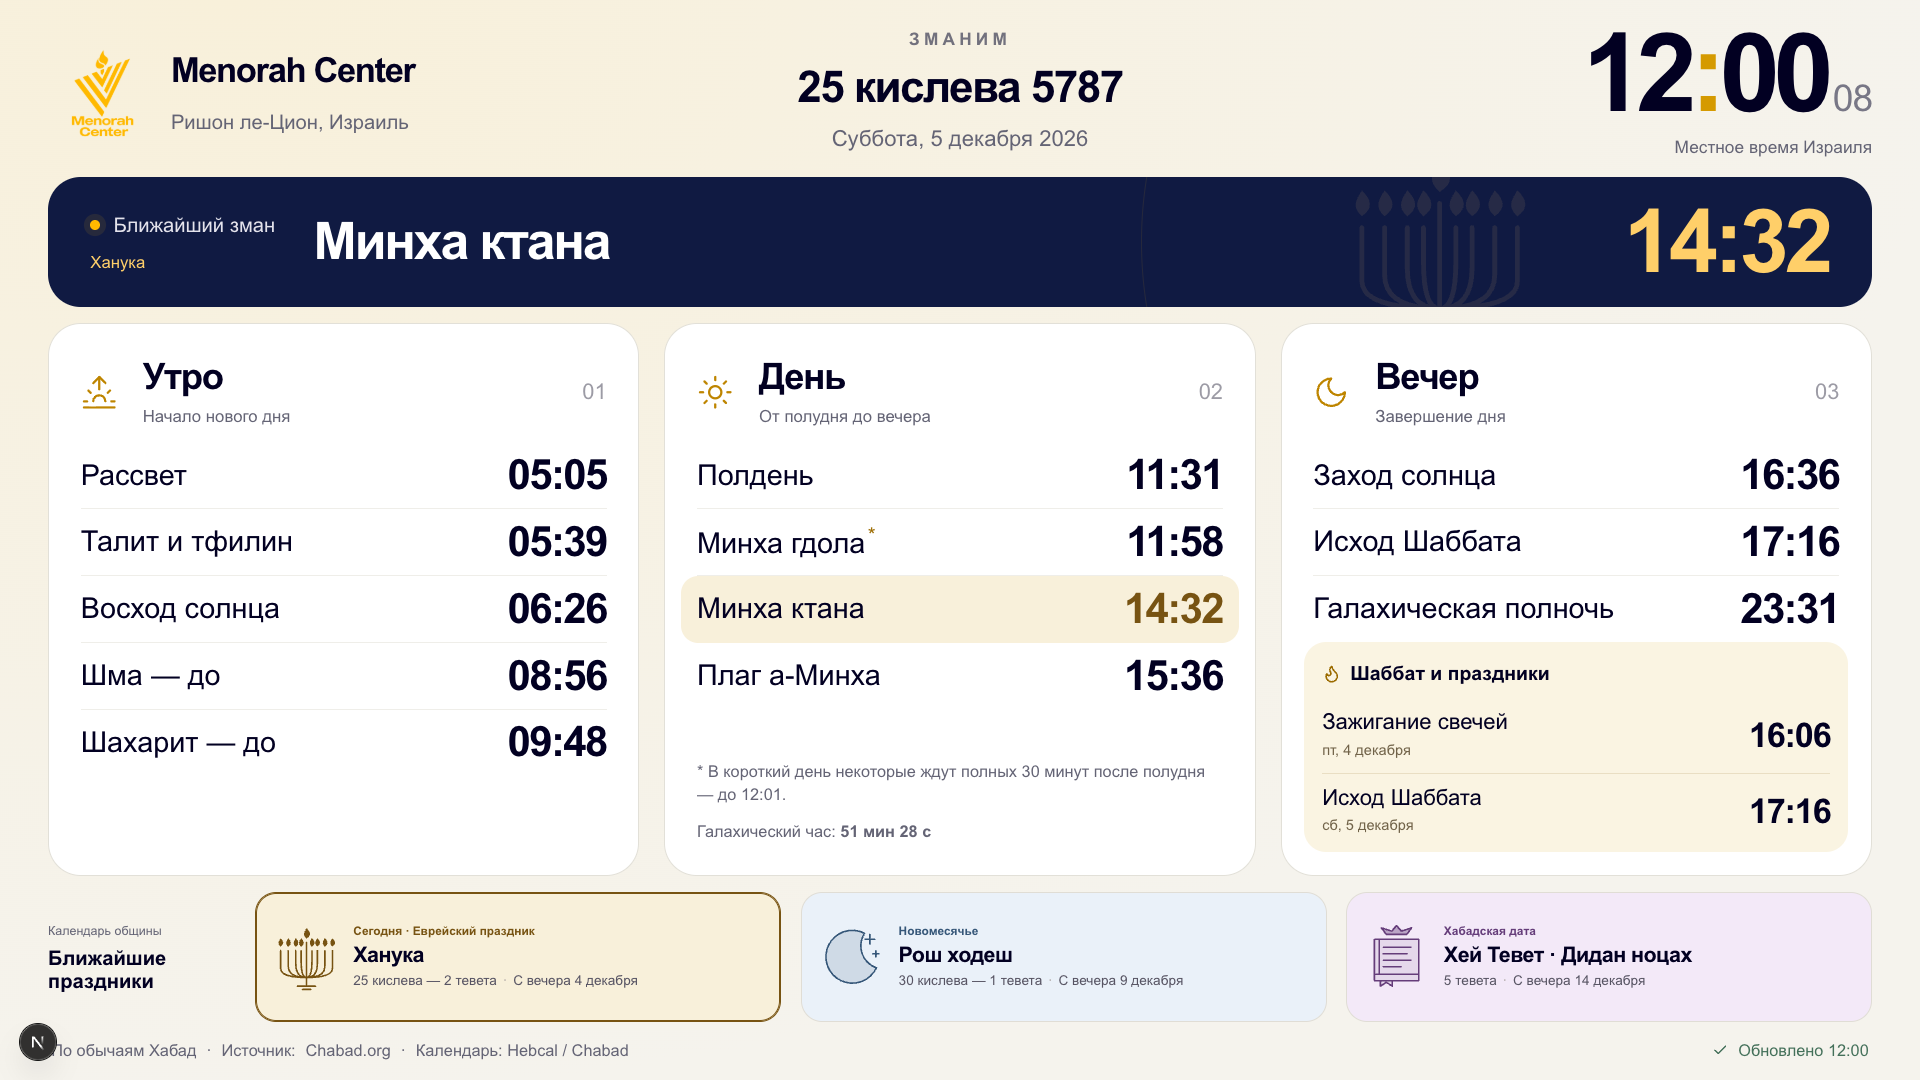 Menorah
Center
Menorah Center
Ришон ле-Цион, Израиль
ЗМАНИМ
25 кислева 5787
Суббота, 5 декабря 2026
12:00 08
Местное время Израиля
Ближайший зман
Ханука
Минха ктана
14:32
Утро
Начало нового дня
01
Рассвет 05:05
Талит и тфилин 05:39
Восход солнца 06:26
Шма — до 08:56
Шахарит — до 09:48
День
От полудня до вечера
02
Полдень 11:31
Минха гдола* 11:58
Минха ктана 14:32
Плаг а-Минха 15:36
* В короткий день некоторые ждут полных 30 минут после полудня
— до 12:01.
Галахический час: 51 мин 28 с
Вечер
Завершение дня
03
Заход солнца 16:36
Исход Шаббата 17:16
Галахическая полночь 23:31
Шаббат и праздники
Зажигание свечей
пт, 4 декабря
16:06
Исход Шаббата
сб, 5 декабря
17:16
Календарь общины
Ближайшие
праздники
Сегодня · Еврейский праздник
Ханука
25 кислева — 2 тевета · С вечера 4 декабря
Новомесячье
Рош ходеш
30 кислева — 1 тевета · С вечера 9 декабря
Хабадская дата
Хей Тевет · Дидан ноцах
5 тевета · С вечера 14 декабря
N
По обычаям Хабад · Источник: Chabad.org · Календарь: Hebcal / Chabad
Обновлено 12:00